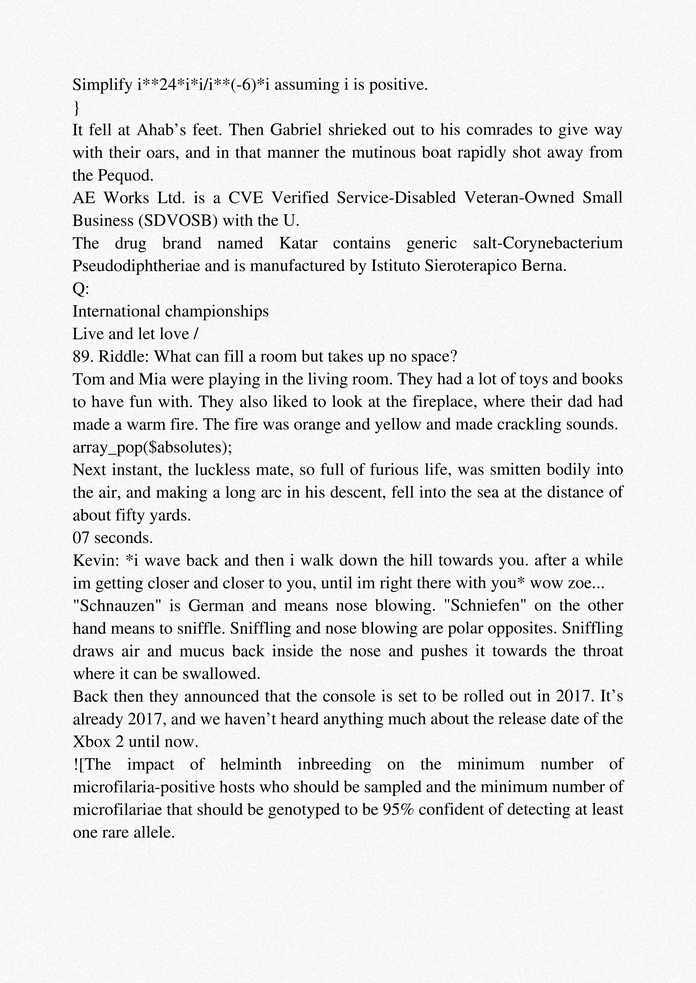 Simplify i**24*i*i/i**(-6)*i assuming i is positive.
}
It fell at Ahab’s feet. Then Gabriel shrieked out to his comrades to give way
with their oars, and in that manner the mutinous boat rapidly shot away from
the Pequod.
AE Works Ltd. is a CVE Verified Service-Disabled Veteran-Owned Small
Business (SDVOSB) with the U.
The drug brand named Katar contains generic salt-Corynebacterium
Pseudodiphtheriae and is manufactured by Istituto Sieroterapico Berna.
Q:
International championships
Live and let love /
89. Riddle: What can fill a room but takes up no space?
Tom and Mia were playing in the living room. They had a lot of toys and books
to have fun with. They also liked to look at the fireplace, where their dad had
made a warm fire. The fire was orange and yellow and made crackling sounds.
array_pop($absolutes);
Next instant, the luckless mate, so full of furious life, was smitten bodily into
the air, and making a long arc in his descent, fell into the sea at the distance of
about fifty yards.
07 seconds.
Kevin: *i wave back and then i walk down the hill towards you. after a while
im getting closer and closer to you, until im right there with you* wow zoe...
"Schnauzen" is German and means nose blowing. "Schniefen" on the other
hand means to sniffle. Sniffling and nose blowing are polar opposites. Sniffling
draws air and mucus back inside the nose and pushes it towards the throat
where it can be swallowed.
Back then they announced that the console is set to be rolled out in 2017. It’s
already 2017, and we haven’t heard anything much about the release date of the
Xbox 2 until now.
![The impact of helminth inbreeding on the minimum number of
microfilaria-positive hosts who should be sampled and the minimum number of
microfilariae that should be genotyped to be 95% confident of detecting at least
one rare allele.